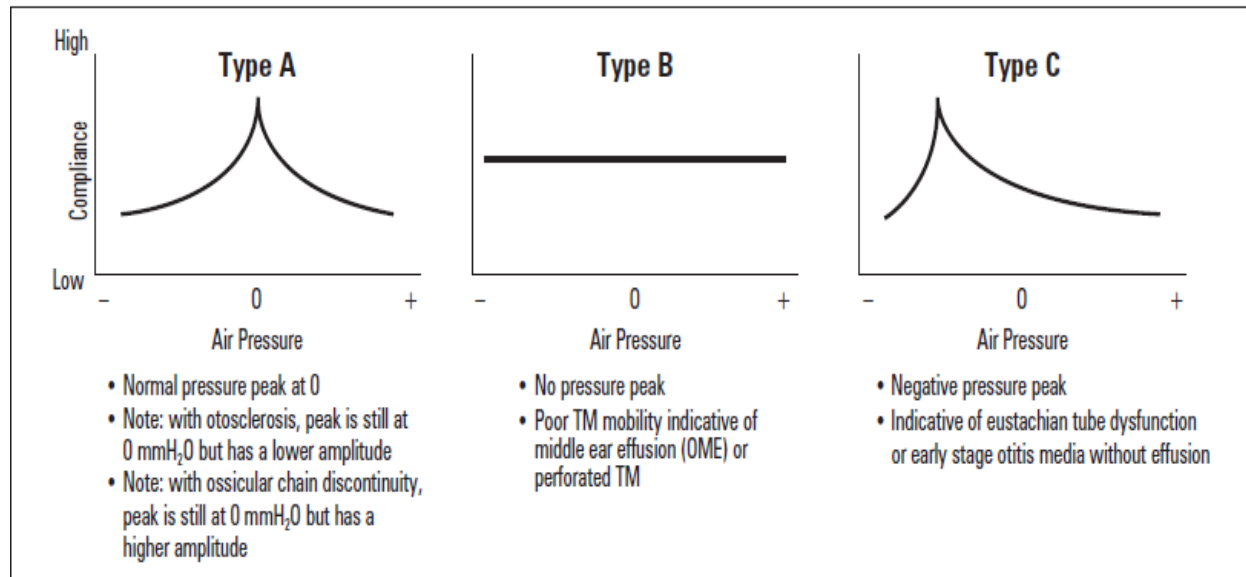 High
Compliance
Low
Type A
− 0 +
Air Pressure
• Normal pressure peak at 0
• Note: with otosclerosis, peak is still at
0 mmH₂O but has a lower amplitude
• Note: with ossicular chain discontinuity,
peak is still at 0 mmH₂O but has a
higher amplitude
Type B
− 0 +
Air Pressure
• No pressure peak
• Poor TM mobility indicative of
middle ear effusion (OME) or
perforated TM
Type C
− 0 +
Air Pressure
• Negative pressure peak
• Indicative of eustachian tube dysfunction
or early stage otitis media without effusion